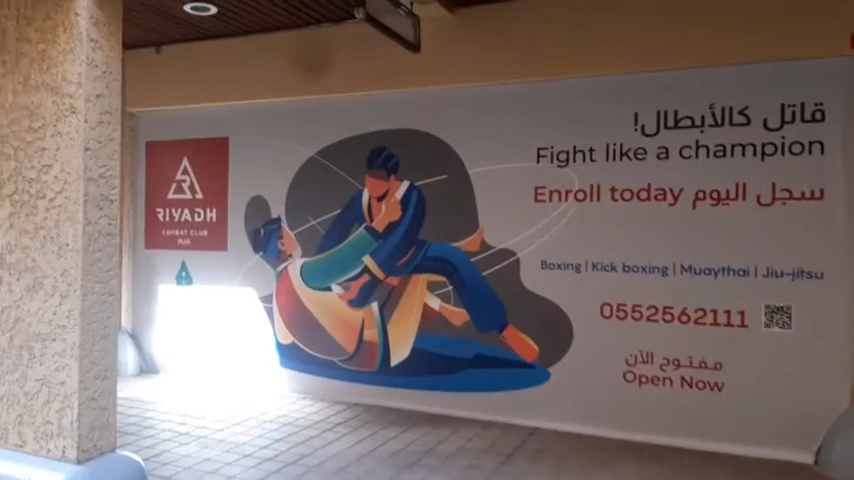 RIYADH
COMBAT CLUB
قاتل كالأبطال!
Fight like a champion
Enroll today سجل اليوم
Boxing | Kick boxing | Muaythai | Jiu-jitsu
0552562111
مفتوح الآن
Open Now